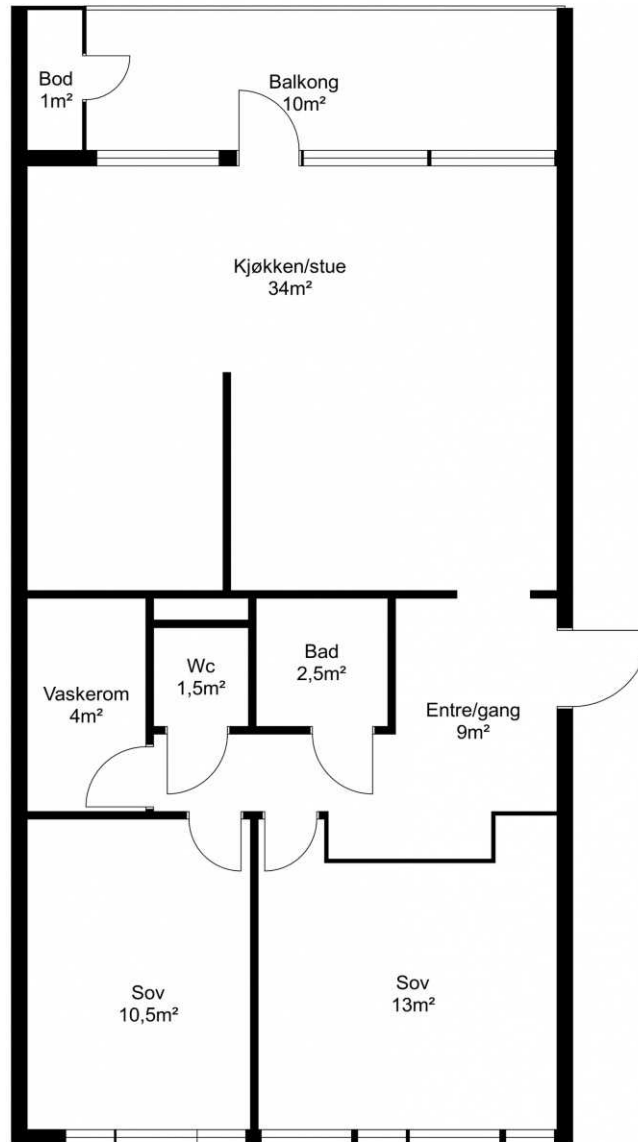 Bod
1m²
Balkong
10m²
Kjøkken/stue
34m²
Wc
1,5m²
Bad
2,5m²
Vaskerom
4m²
Entre/gang
9m²
Sov
10,5m²
Sov
13m²